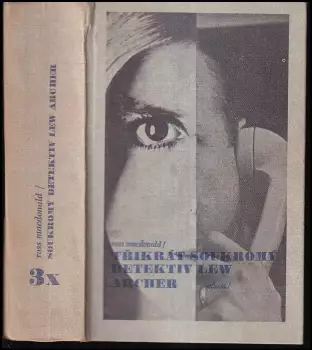 ross macdonald /
SOUKROMÝ DETEKTIV LEW ARCHER
3x
ross macdonald /
TŘIKRÁT SOUKROMÝ
DETEKTIV LEW
ARCHER